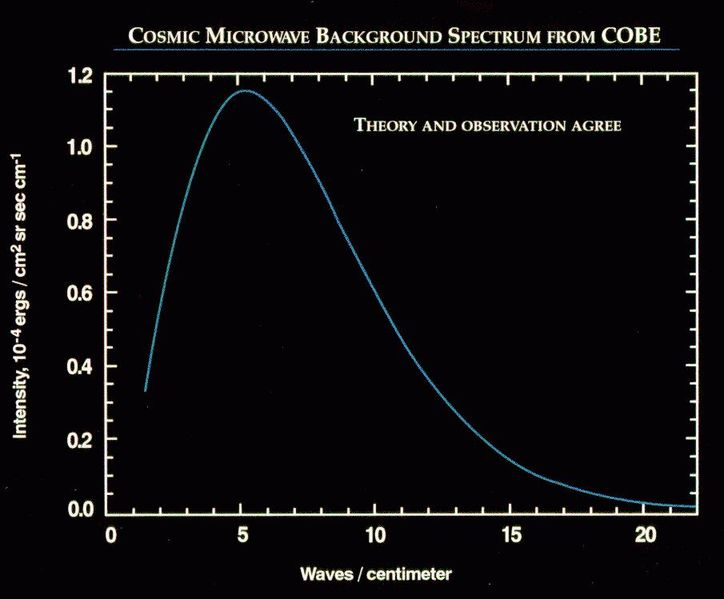 COSMIC MICROWAVE BACKGROUND SPECTRUM FROM COBE
THEORY AND OBSERVATION AGREE
Intensity, 10⁻⁴ ergs / cm² sr sec cm⁻¹
1.2
1.0
0.8
0.6
0.4
0.2
0.0
0 5 10 15 20
Waves / centimeter